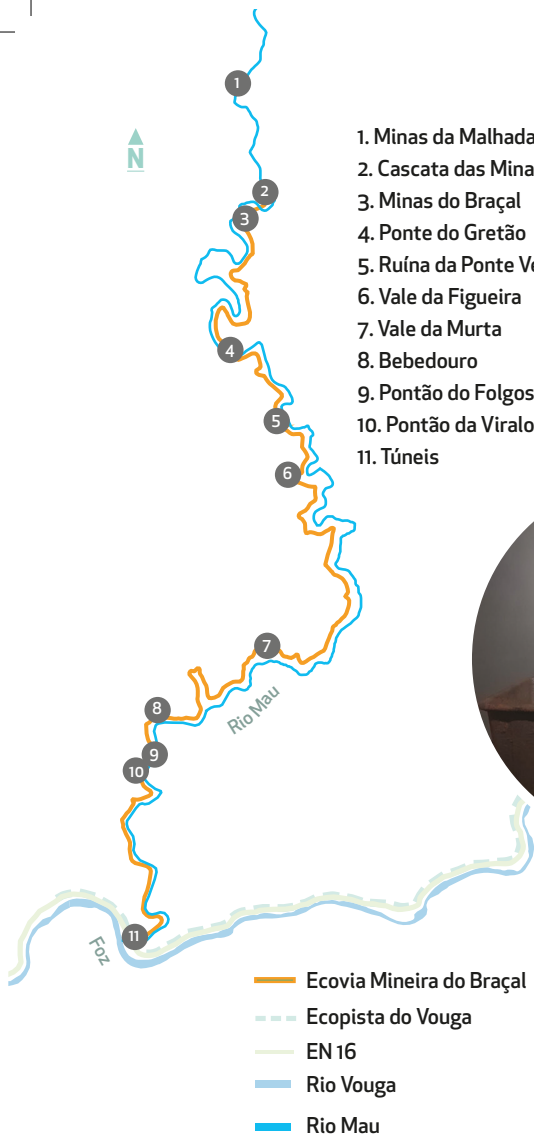 1
N
2
3
4
5
6
7
8
9
10
11
1. Minas da Malhada
2. Cascata das Mina
3. Minas do Braçal
4. Ponte do Gretão
5. Ruína da Ponte Ve
6. Vale da Figueira
7. Vale da Murta
8. Bebedouro
9. Pontão do Folgos
10. Pontão da Viralo
11. Túneis
Rio Mau
Foz
Ecovia Mineira do Braçal
Ecopista do Vouga
EN 16
Rio Vouga
Rio Mau